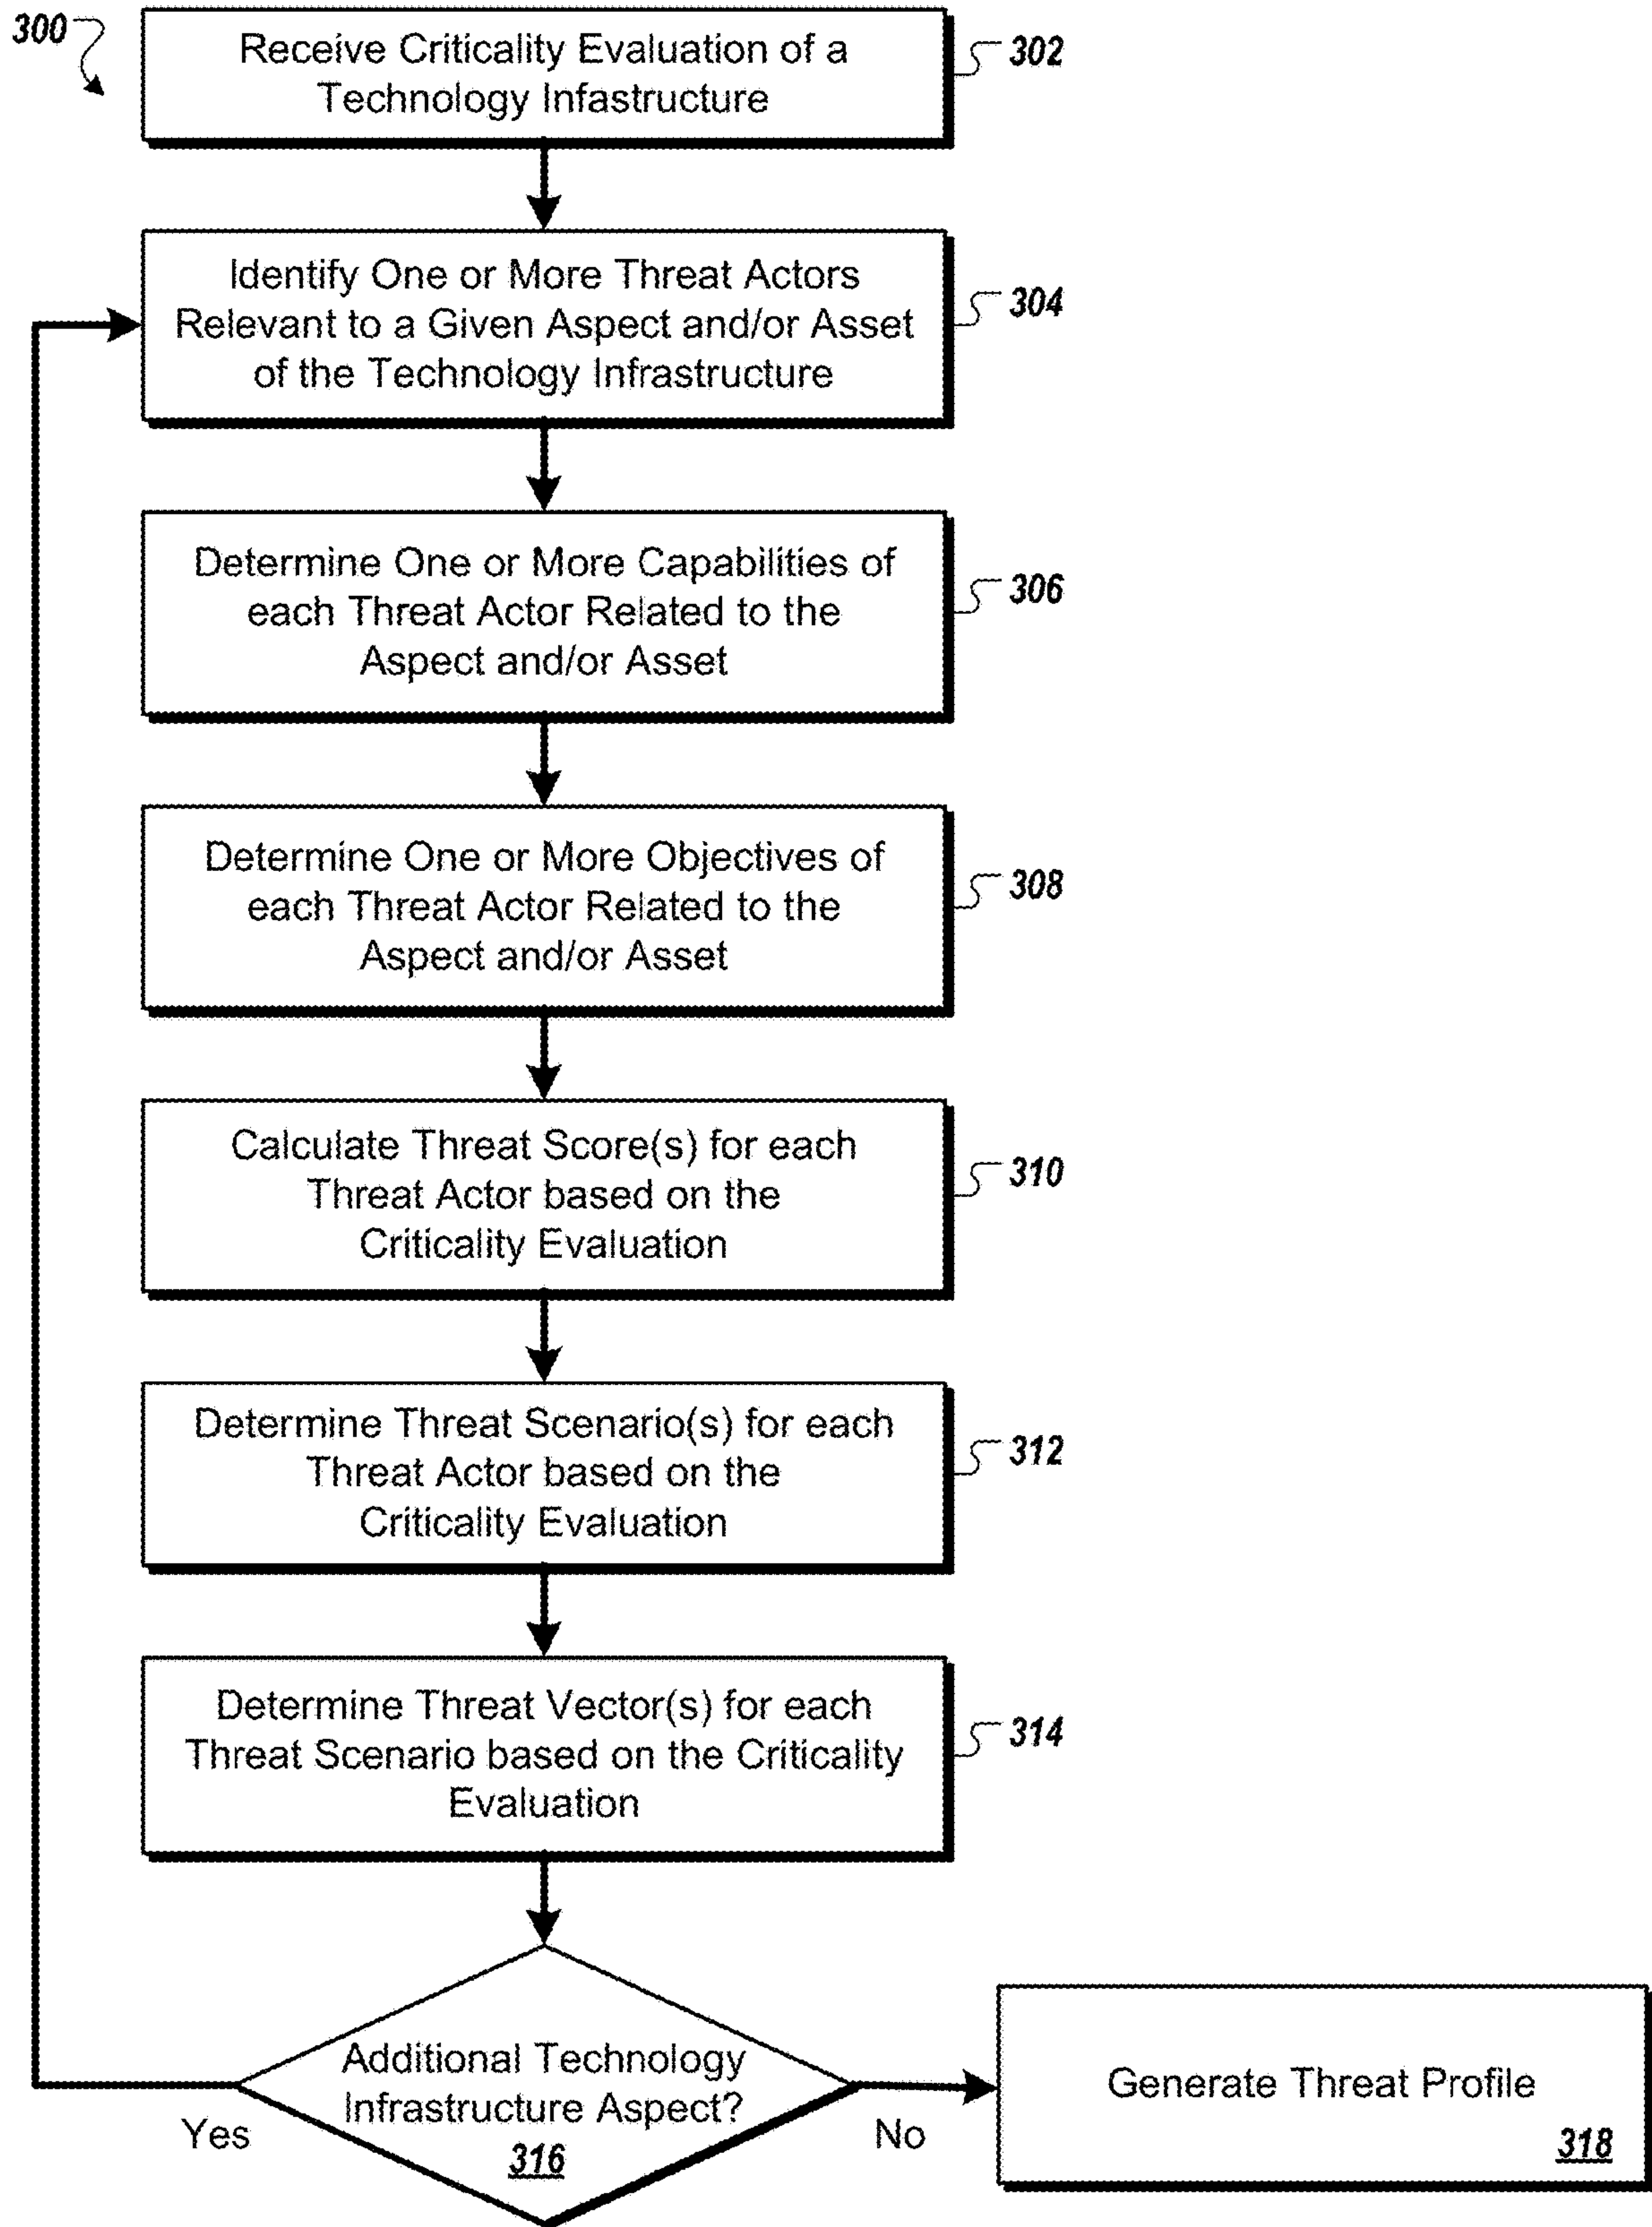 300
Receive Criticality Evaluation of a
Technology Infastructure
302
Identify One or More Threat Actors
Relevant to a Given Aspect and/or Asset
of the Technology Infrastructure
304
Determine One or More Capabilities of
each Threat Actor Related to the
Aspect and/or Asset
306
Determine One or More Objectives of
each Threat Actor Related to the
Aspect and/or Asset
308
Calculate Threat Score(s) for each
Threat Actor based on the
Criticality Evaluation
310
Determine Threat Scenario(s) for each
Threat Actor based on the
Criticality Evaluation
312
Determine Threat Vector(s) for each
Threat Scenario based on the Criticality
Evaluation
314
Additional Technology
Infrastructure Aspect?
316
Yes
No
Generate Threat Profile
318